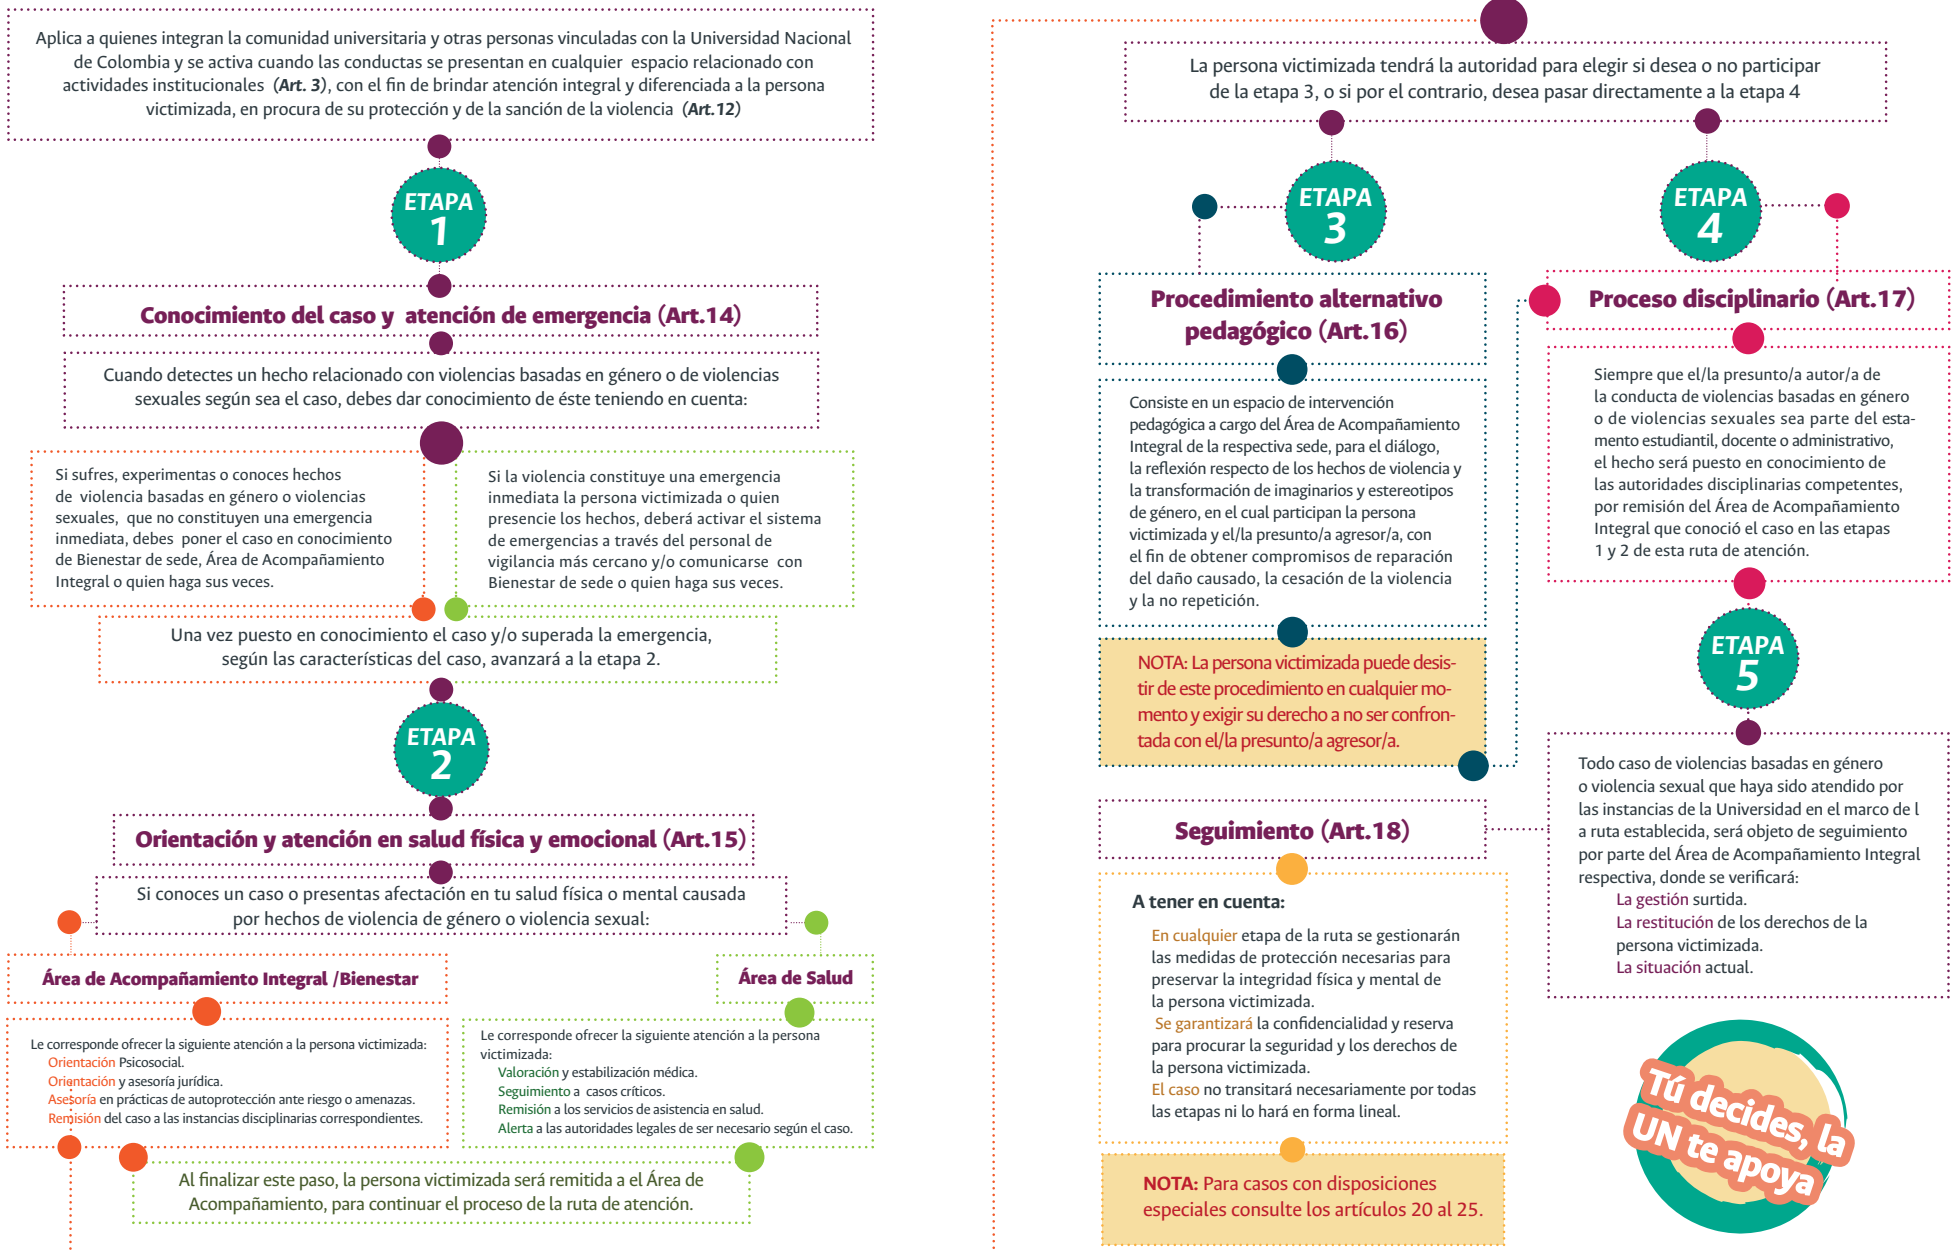 Aplica a quienes integran la comunidad universitaria y otras personas vinculadas con la Universidad Nacional
de Colombia y se activa cuando las conductas se presentan en cualquier espacio relacionado con
actividades institucionales (Art. 3), con el fin de brindar atención integral y diferenciada a la persona
victimizada, en procura de su protección y de la sanción de la violencia (Art.12)
ETAPA
1
Conocimiento del caso y atención de emergencia (Art.14)
Cuando detectes un hecho relacionado con violencias basadas en género o de violencias
sexuales según sea el caso, debes dar conocimiento de éste teniendo en cuenta:
Si sufres, experimentas o conoces hechos
de violencia basadas en género o violencias
sexuales, que no constituyen una emergencia
inmediata, debes poner el caso en conocimiento
de Bienestar de sede, Área de Acompañamiento
Integral o quien haga sus veces.
Si la violencia constituye una emergencia
inmediata la persona victimizada o quien
presencie los hechos, deberá activar el sistema
de emergencias a través del personal de
vigilancia más cercano y/o comunicarse con
Bienestar de sede o quien haga sus veces.
Una vez puesto en conocimiento el caso y/o superada la emergencia,
según las características del caso, avanzará a la etapa 2.
ETAPA
2
Orientación y atención en salud física y emocional (Art.15)
Si conoces un caso o presentas afectación en tu salud física o mental causada
por hechos de violencia de género o violencia sexual:
Área de Acompañamiento Integral /Bienestar
Le corresponde ofrecer la siguiente atención a la persona victimizada:
Orientación Psicosocial.
Orientación y asesoría jurídica.
Asesoría en prácticas de autoprotección ante riesgo o amenazas.
Remisión del caso a las instancias disciplinarias correspondientes.
Área de Salud
Le corresponde ofrecer la siguiente atención a la persona
victimizada:
Valoración y estabilización médica.
Seguimiento a casos críticos.
Remisión a los servicios de asistencia en salud.
Alerta a las autoridades legales de ser necesario según el caso.
Al finalizar este paso, la persona victimizada será remitida a el Área de
Acompañamiento, para continuar el proceso de la ruta de atención.
La persona victimizada tendrá la autoridad para elegir si desea o no participar
de la etapa 3, o si por el contrario, desea pasar directamente a la etapa 4
ETAPA
3
Procedimiento alternativo
pedagógico (Art.16)
Consiste en un espacio de intervención
pedagógica a cargo del Área de Acompañamiento
Integral de la respectiva sede, para el diálogo,
la reflexión respecto de los hechos de violencia y
la transformación de imaginarios y estereotipos
de género, en el cual participan la persona
victimizada y el/la presunto/a agresor/a, con
el fin de obtener compromisos de reparación
del daño causado, la cesación de la violencia
y la no repetición.
NOTA: La persona victimizada puede desis-
tir de este procedimiento en cualquier mo-
mento y exigir su derecho a no ser confron-
tada con el/la presunto/a agresor/a.
ETAPA
4
Proceso disciplinario (Art.17)
Siempre que el/la presunto/a autor/a de
la conducta de violencias basadas en género
o de violencias sexuales sea parte del esta-
mento estudiantil, docente o administrativo,
el hecho será puesto en conocimiento de
las autoridades disciplinarias competentes,
por remisión del Área de Acompañamiento
Integral que conoció el caso en las etapas
1 y 2 de esta ruta de atención.
ETAPA
5
Seguimiento (Art.18)
Todo caso de violencias basadas en género
o violencia sexual que haya sido atendido por
las instancias de la Universidad en el marco de l
a ruta establecida, será objeto de seguimiento
por parte del Área de Acompañamiento Integral
respectiva, donde se verificará:
La gestión surtida.
La restitución de los derechos de la
persona victimizada.
La situación actual.
A tener en cuenta:
En cualquier etapa de la ruta se gestionarán
las medidas de protección necesarias para
preservar la integridad física y mental de
la persona victimizada.
Se garantizará la confidencialidad y reserva
para procurar la seguridad y los derechos de
la persona victimizada.
El caso no transitará necesariamente por todas
las etapas ni lo hará en forma lineal.
NOTA: Para casos con disposiciones
especiales consulte los artículos 20 al 25.
Tú decides, la
UN te apoya